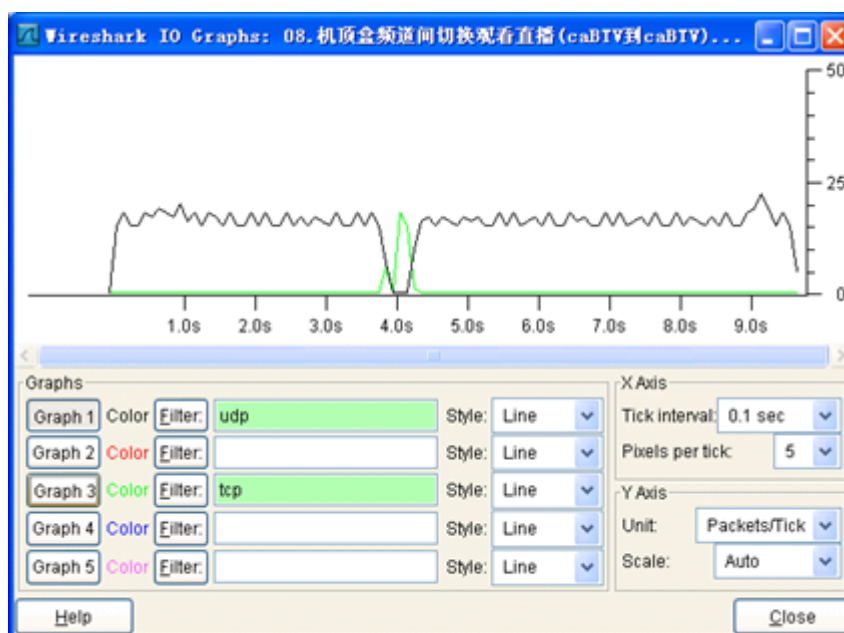 Wireshark IO Graphs: 08.机顶盒频道间切换观看直播(caBTV到caBTV)...
50
25
0
1.0s 2.0s 3.0s 4.0s 5.0s 6.0s 7.0s 8.0s 9.0s
Graphs
Graph 1 Color Filter: udp Style: Line
Graph 2 Color Filter: Style: Line
Graph 3 Color Filter: tcp Style: Line
Graph 4 Color Filter: Style: Line
Graph 5 Color Filter: Style: Line
X Axis
Tick interval: 0.1 sec
Pixels per tick: 5
Y Axis
Unit: Packets/Tick
Scale: Auto
Help
Close